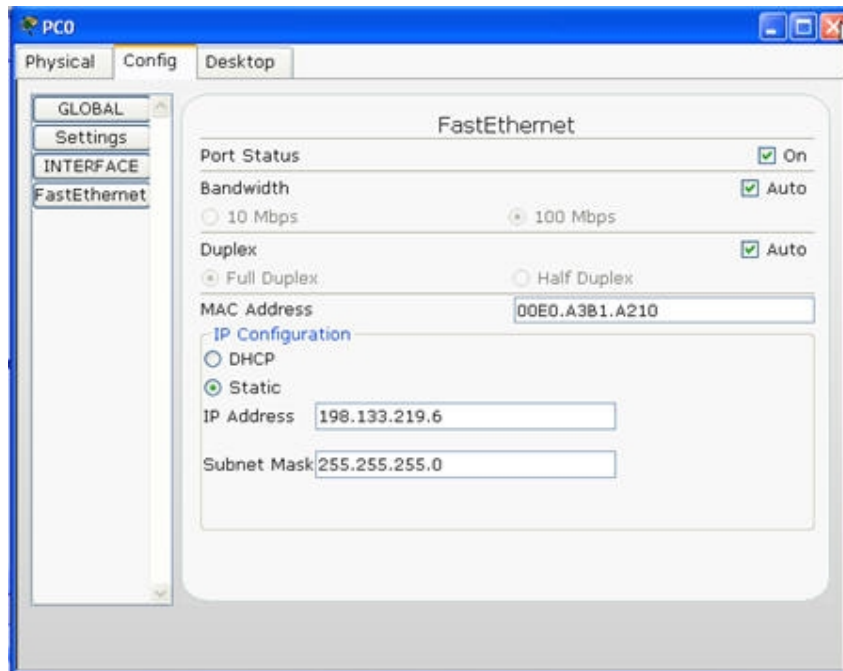 PC0
Physical Config Desktop
GLOBAL
Settings
INTERFACE
FastEthernet
FastEthernet
Port Status On
Bandwidth Auto
10 Mbps 100 Mbps
Duplex Auto
Full Duplex Half Duplex
MAC Address 00E0.A3B1.A210
IP Configuration
DHCP
Static
IP Address 198.133.219.6
Subnet Mask 255.255.255.0